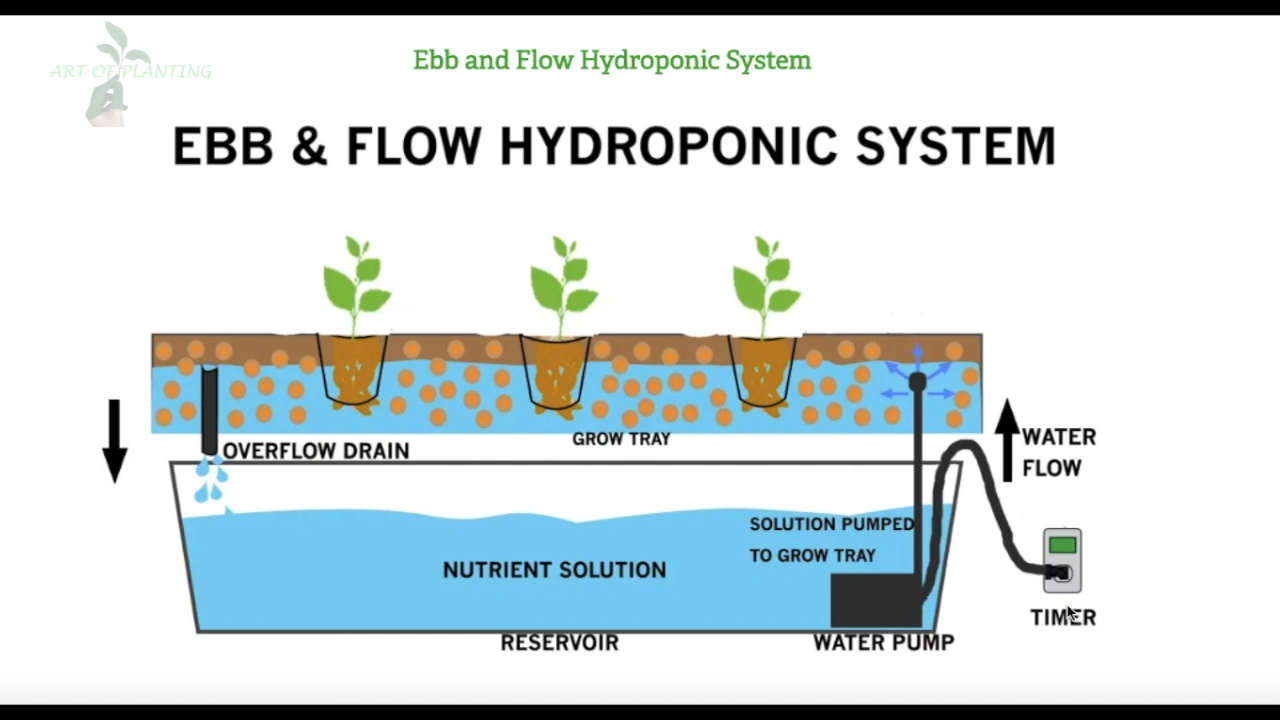 ART OF PLANTING
Ebb and Flow Hydroponic System
EBB & FLOW HYDROPONIC SYSTEM
OVERFLOW DRAIN
GROW TRAY
WATER
FLOW
SOLUTION PUMPED
TO GROW TRAY
NUTRIENT SOLUTION
TIMER
RESERVOIR
WATER PUMP